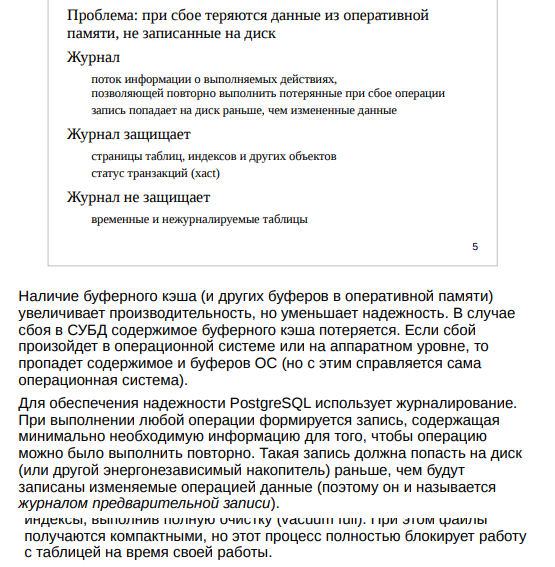 Проблема: при сбое теряются данные из оперативной
памяти, не записанные на диск
Журнал
поток информации о выполняемых действиях,
позволяющей повторно выполнить потерянные при сбое операции
запись попадает на диск раньше, чем измененные данные
Журнал защищает
страницы таблиц, индексов и других объектов
статус транзакций (xact)
Журнал не защищает
временные и нежурналируемые таблицы
5
Наличие буферного кэша (и других буферов в оперативной памяти)
увеличивает производительность, но уменьшает надежность. В случае
сбоя в СУБД содержимое буферного кэша потеряется. Если сбой
произойдет в операционной системе или на аппаратном уровне, то
пропадет содержимое и буферов ОС (но с этим справляется сама
операционная система).
Для обеспечения надежности PostgreSQL использует журналирование.
При выполнении любой операции формируется запись, содержащая
минимально необходимую информацию для того, чтобы операцию
можно было выполнить повторно. Такая запись должна попасть на диск
(или другой энергонезависимый накопитель) раньше, чем будут
записаны изменяемые операцией данные (поэтому он и называется
журналом предварительной записи).
индексы, выполнив полную очистку (vacuum full). При этом файлы
получаются компактными, но этот процесс полностью блокирует работу
с таблицей на время своей работы.